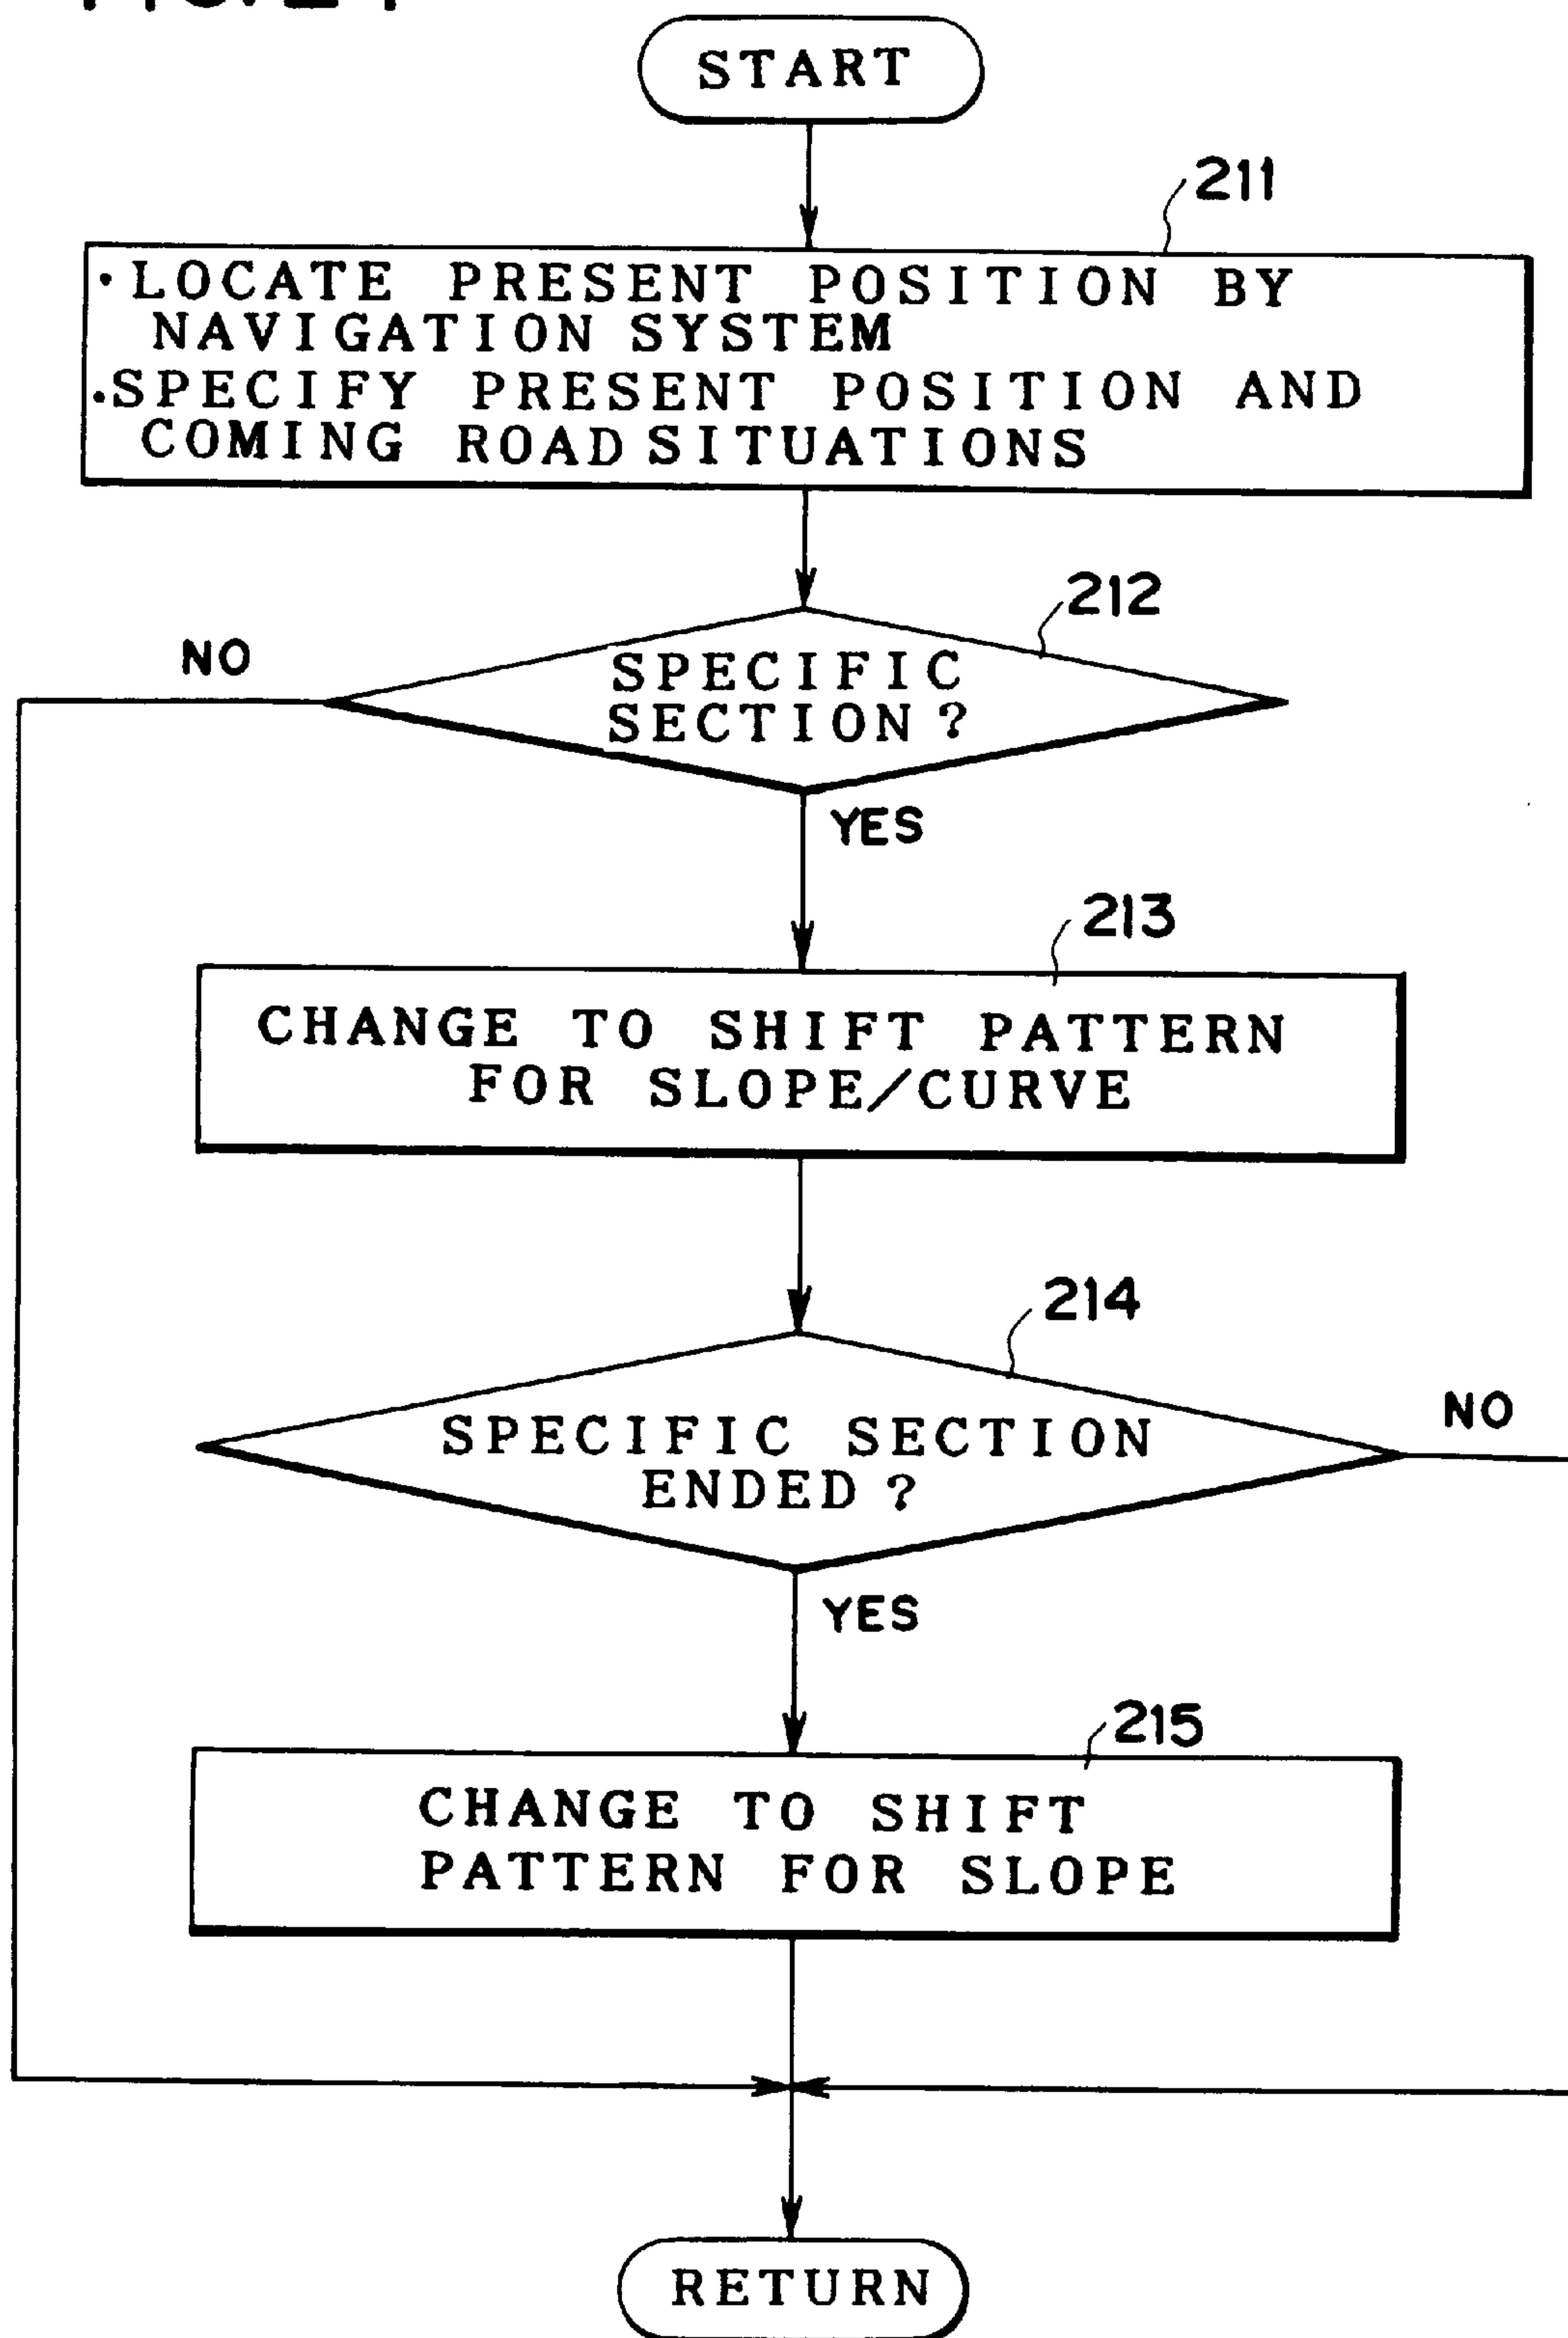 START
211
·LOCATE PRESENT POSITION BY
NAVIGATION SYSTEM
·SPECIFY PRESENT POSITION AND
COMING ROAD SITUATIONS
212
NO
SPECIFIC
SECTION?
YES
213
CHANGE TO SHIFT PATTERN
FOR SLOPE/CURVE
214
NO
SPECIFIC SECTION
ENDED?
YES
215
CHANGE TO SHIFT
PATTERN FOR SLOPE
RETURN